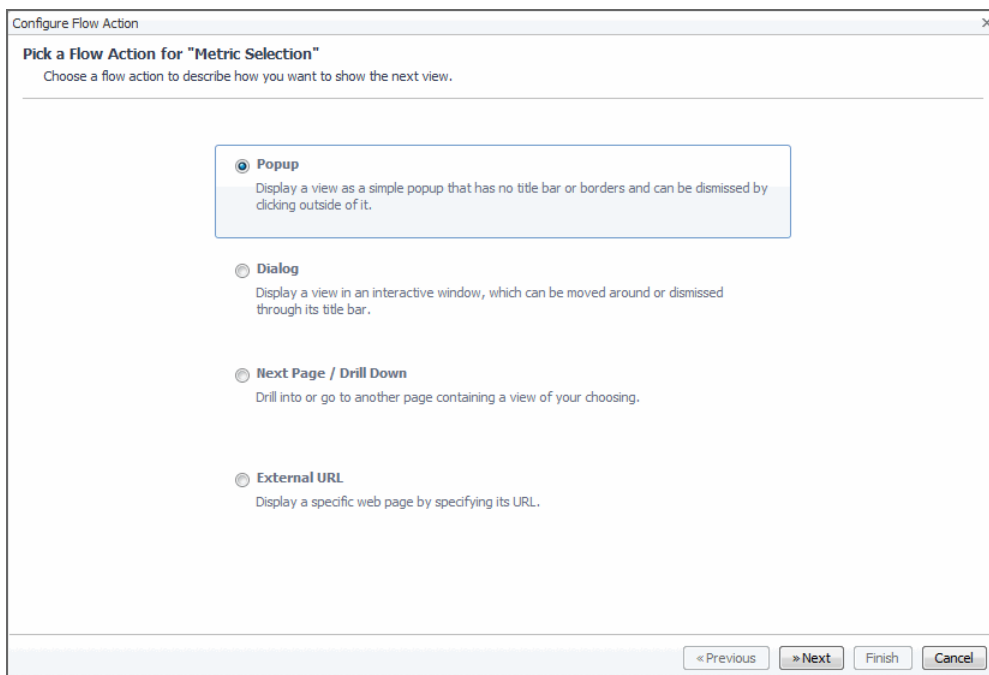 Configure Flow Action
Pick a Flow Action for "Metric Selection"
Choose a flow action to describe how you want to show the next view.
Popup
Display a view as a simple popup that has no title bar or borders and can be dismissed by
clicking outside of it.
Dialog
Display a view in an interactive window, which can be moved around or dismissed
through its title bar.
Next Page / Drill Down
Drill into or go to another page containing a view of your choosing.
External URL
Display a specific web page by specifying its URL.
«Previous »Next Finish Cancel